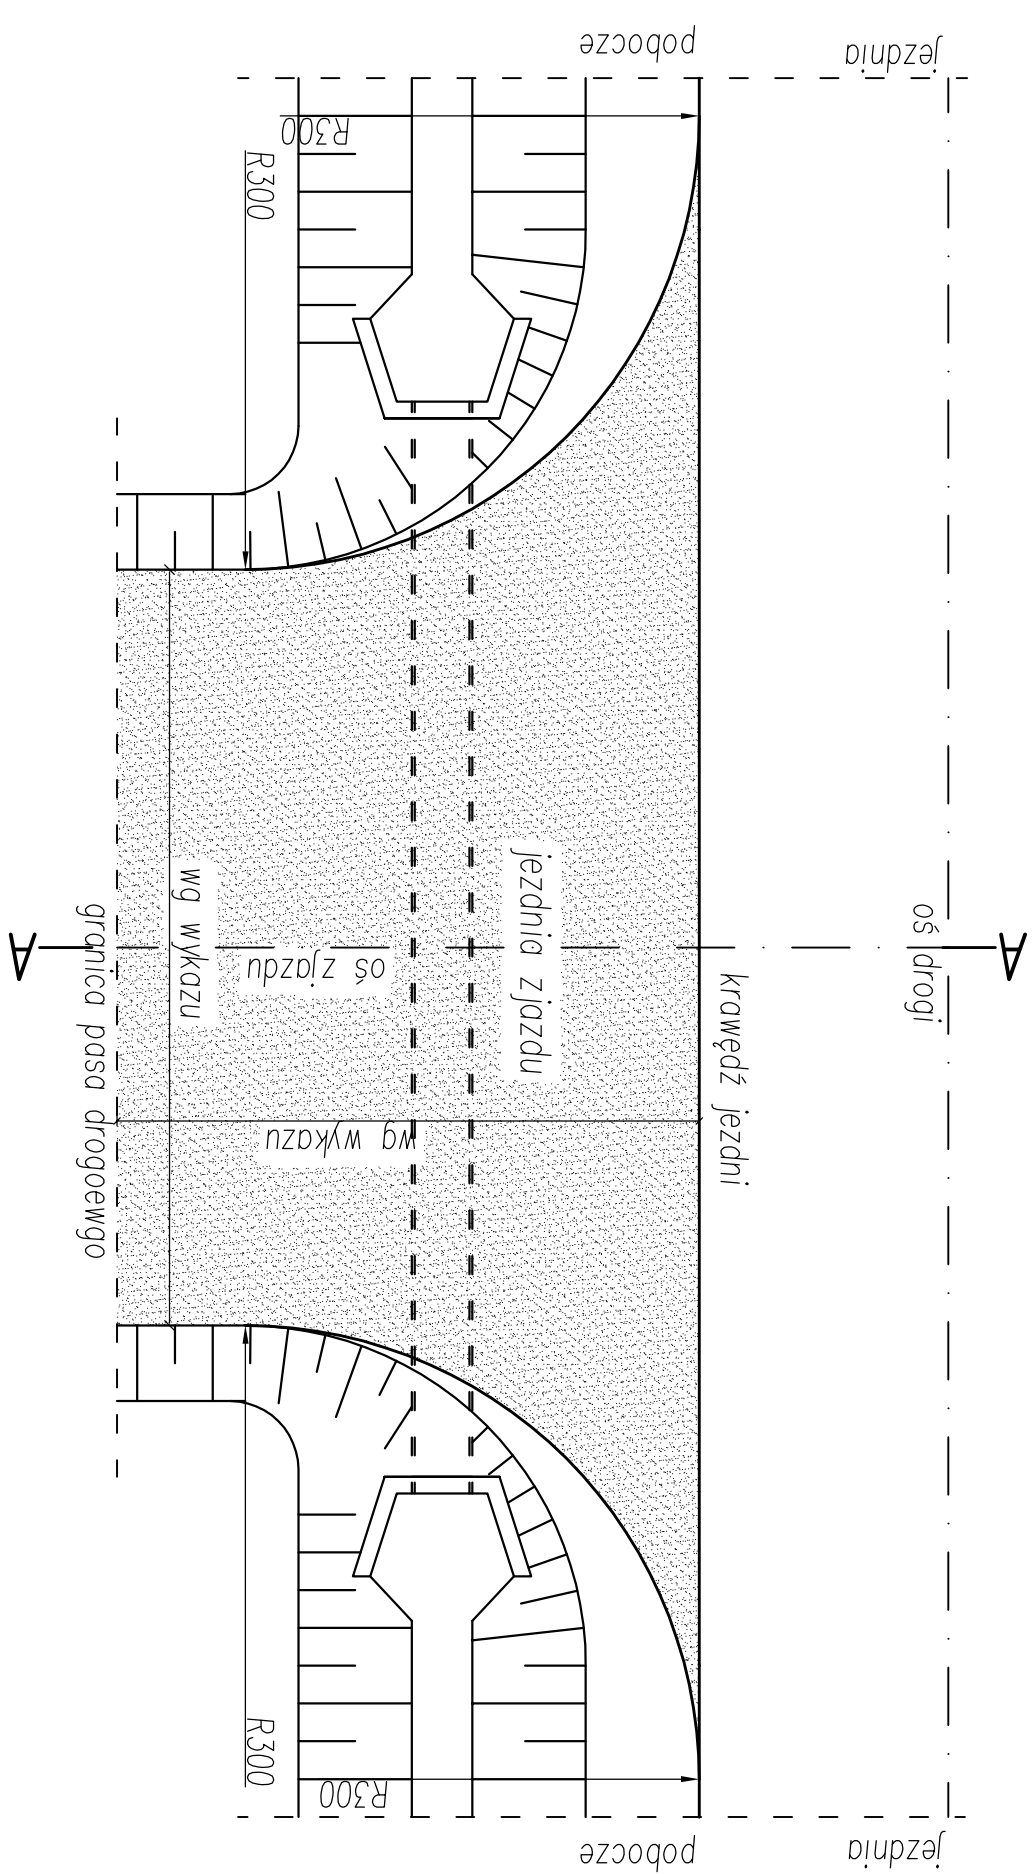 pobocze
jezdnia
R300
R300
A
granica pasa drogoewgo
wg wykazu
oś zjazdu
jezdnia zjazdu
wg wykazu
krawędź jezdni
oś drogi
A
R300
R300
pobocze
jezdnia